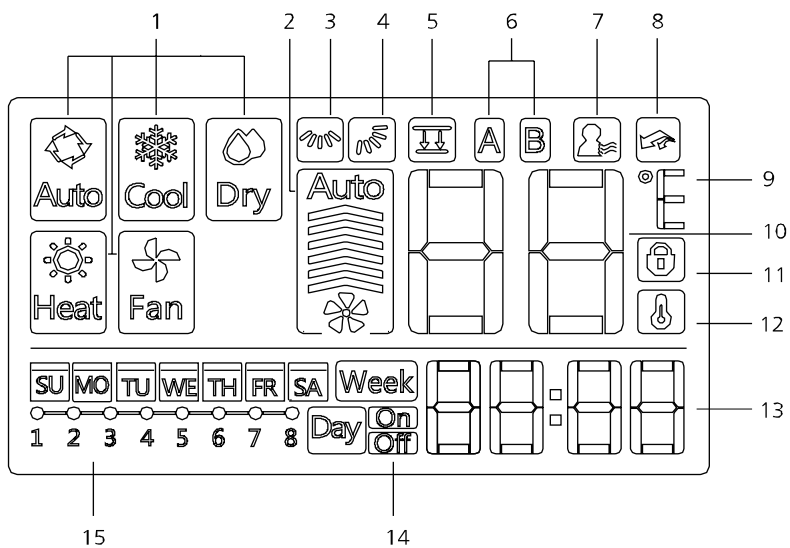 1 2 3 4 5 6 7 8
A B
Auto Cool Dry Auto
9
10
Heat Fan
11
12
SU MO TU WE TH FR SA Week
88:88
13
1 2 3 4 5 6 7 8 Day On
Off
15 14